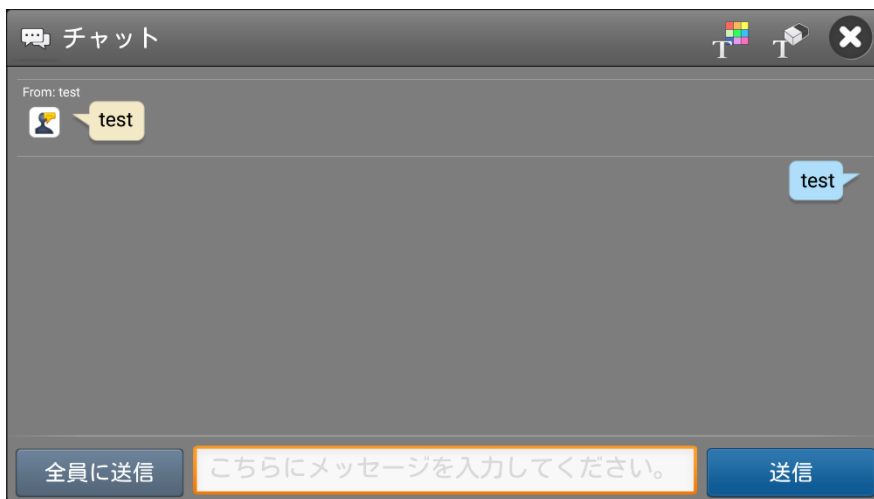 チャット
From: test
test
test
全員に送信
こちらにメッセージを入力してください。
送信